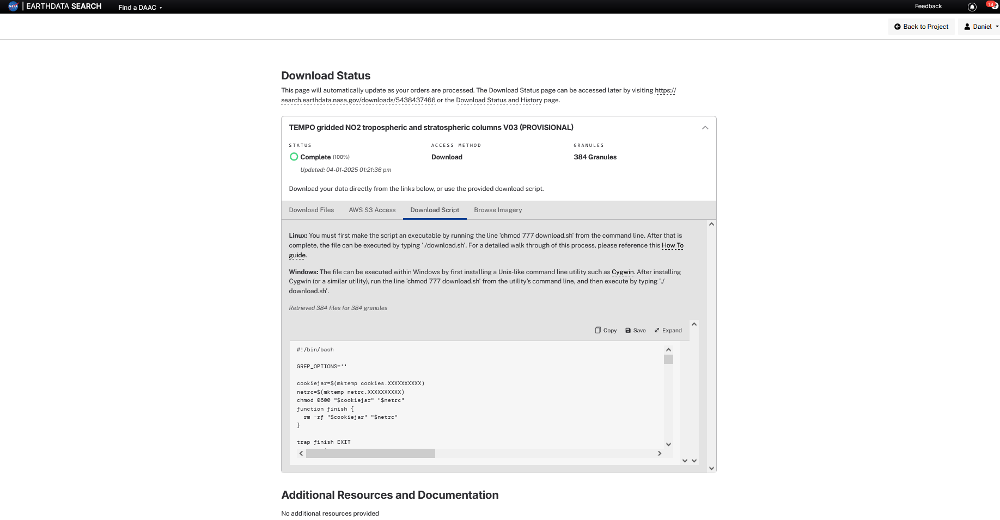 NASA | EARTHDATA SEARCH Find a DAAC Feedback 13
Back to Project Daniel
Download Status
This page will automatically update as your orders are processed. The Download Status page can be accessed later by visiting https://
search.earthdata.nasa.gov/downloads/5438437466 or the Download Status and History page.
TEMPO gridded NO2 tropospheric and stratospheric columns V03 (PROVISIONAL)
STATUS ACCESS METHOD GRANULES
Complete (100%) Download 384 Granules
Updated: 04-01-2025 01:21:36 pm
Download your data directly from the links below, or use the provided download script.
Download Files AWS S3 Access Download Script Browse Imagery
Linux: You must first make the script an executable by running the line 'chmod 777 download.sh' from the command line. After that is
complete, the file can be executed by typing './download.sh'. For a detailed walk through of this process, please reference this How To
guide.
Windows: The file can be executed within Windows by first installing a Unix-like command line utility such as Cygwin. After installing
Cygwin (or a similar utility), run the line 'chmod 777 download.sh' from the utility's command line, and then execute by typing './
download.sh'.
Retrieved 384 files for 384 granules
Copy Save Expand
#!/bin/bash
GREP_OPTIONS=''
cookiejar=$(mktemp cookies.XXXXXXXXXX)
netrc=$(mktemp netrc.XXXXXXXXXX)
chmod 0600 "$cookiejar" "$netrc"
function finish {
  rm -rf "$cookiejar" "$netrc"
}
trap finish EXIT
Additional Resources and Documentation
No additional resources provided